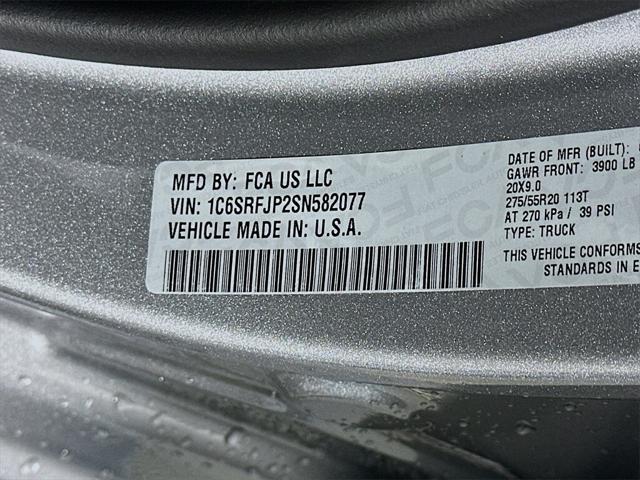 MFD BY: FCA US LLC
VIN: 1C6SRFJP2SN582077
VEHICLE MADE IN: U.S.A.
DATE OF MFR (BUILT):
GAWR FRONT: 3900 LB
20X9.0
275/55R20 113T
AT 270 kPa / 39 PSI
TYPE: TRUCK
THIS VEHICLE CONFORMS
STANDARDS IN